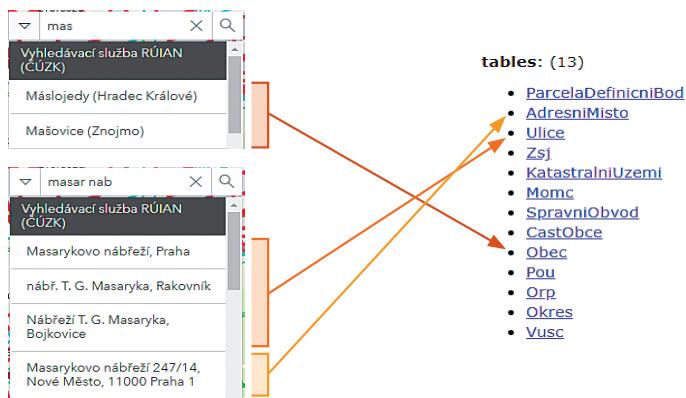 mas
Vyhledávací služba RÚIAN
(ČÚZK)
Máslojedy (Hradec Králové)
Mašovice (Znojmo)
masar nab
Vyhledávací služba RÚIAN
(ČÚZK)
Masarykovo nábřeží, Praha
nábř. T. G. Masaryka, Rakovník
Nábřeží T. G. Masaryka,
Bojkovice
Masarykovo nábřeží 247/14,
Nové Město, 11000 Praha 1
tables: (13)
ParcelaDefinicniBod
AdresniMisto
Ulice
Zsj
KatastralniUzemi
Momc
SpravniObvod
CastObce
Obec
Pou
Orp
Okres
Vusc